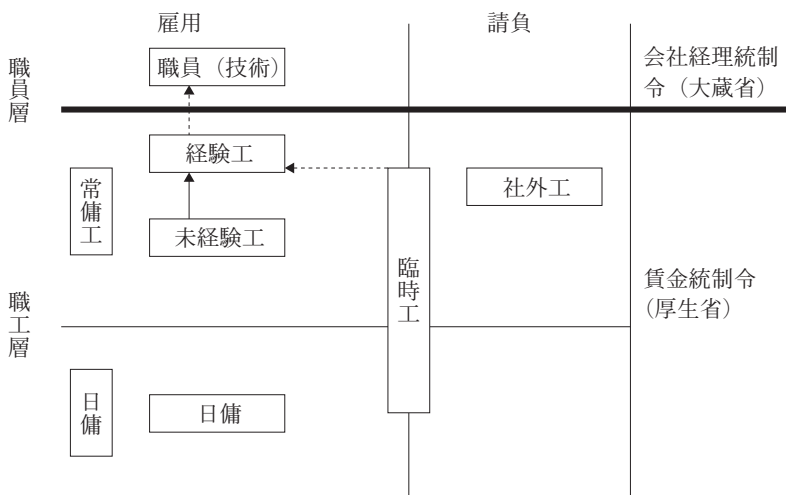 雇用
請負
職員層
職員(技術)
会社経理統制
令(大蔵省)
経験工
常傭工
社外工
未経験工
臨時工
職工層
賃金統制令
(厚生省)
日傭
日傭